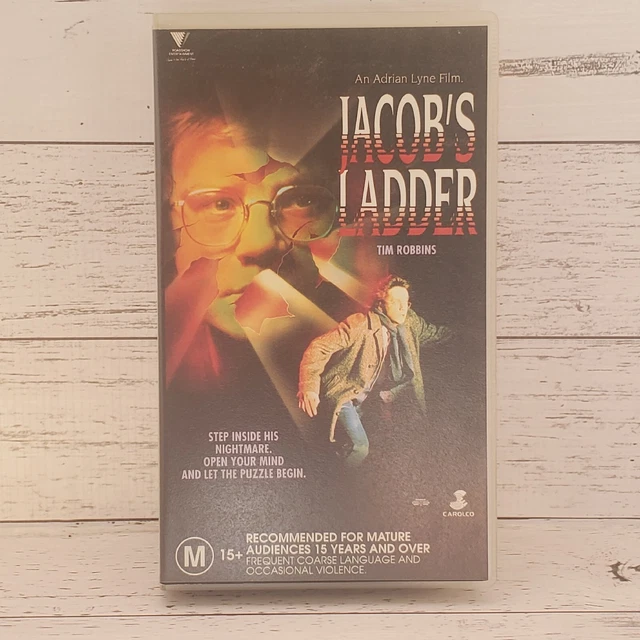 An Adrian Lyne Film.
JACOB'S
LADDER
TIM ROBBINS
STEP INSIDE HIS
NIGHTMARE.
OPEN YOUR MIND
AND LET THE PUZZLE BEGIN.
CAROLCO
M 15+ RECOMMENDED FOR MATURE
AUDIENCES 15 YEARS AND OVER
FREQUENT COARSE LANGUAGE AND
OCCASIONAL VIOLENCE.